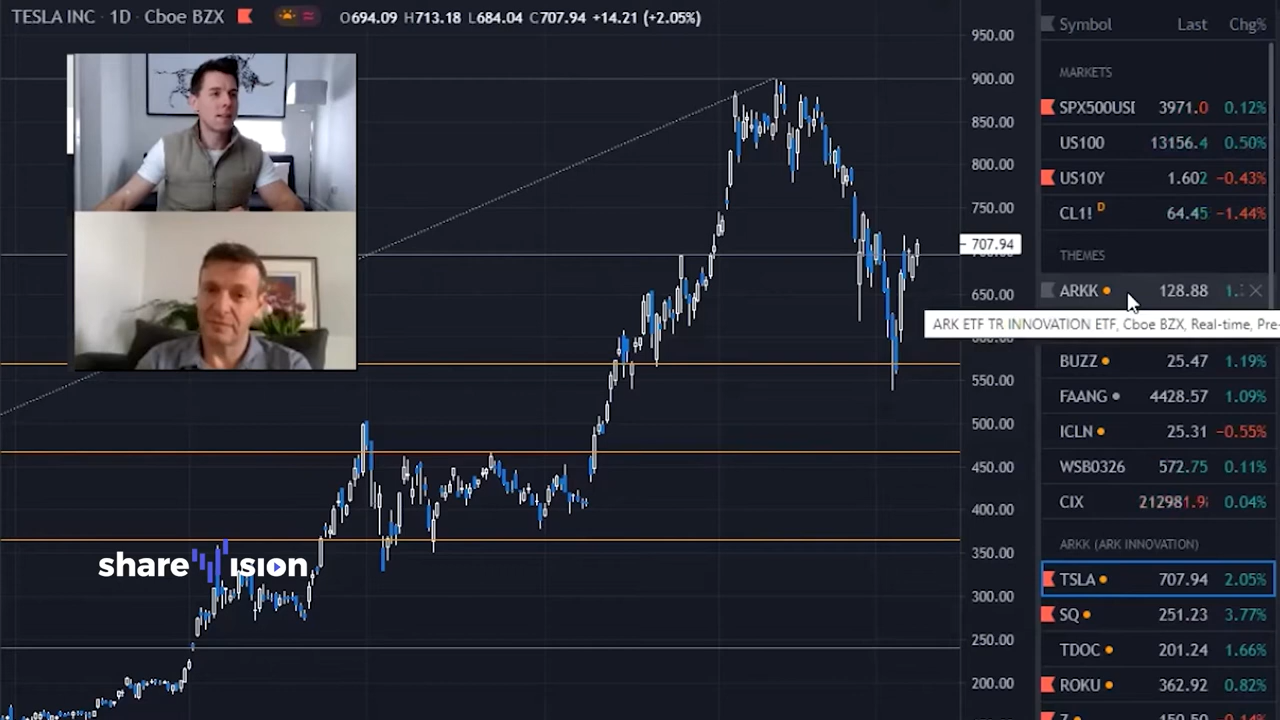 TESLA INC · 1D · Cboe BZX O694.09 H713.18 L684.04 C707.94 +14.21 (+2.05%)
950.00
900.00
850.00
800.00
750.00
707.94
650.00
550.00
500.00
450.00
400.00
350.00
300.00
250.00
200.00
Symbol Last Chg%
MARKETS
SPX500USD 3971.0 0.12%
US100 13156.4 0.50%
US10Y 1.602 −0.43%
CL1! D 64.45 −1.44%
THEMES
ARKK 128.88
ARK ETF TR INNOVATION ETF, Cboe BZX, Real-time, Pre-
BUZZ 25.47 1.19%
FAANG 4428.57 1.09%
ICLN 25.31 −0.55%
WSB0326 572.75 0.11%
CIX 212981.9 0.04%
ARKK (ARK INNOVATION)
TSLA 707.94 2.05%
SQ 251.23 3.77%
TDOC 201.24 1.66%
ROKU 362.92 0.82%
share vision